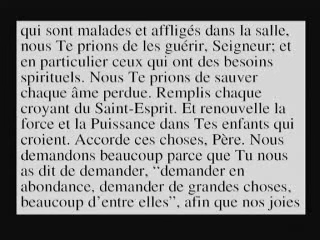 qui sont malades et affligés dans la salle,
nous Te prions de les guérir, Seigneur; et
en particulier ceux qui ont des besoins
spirituels. Nous Te prions de sauver
chaque âme perdue. Remplis chaque
croyant du Saint-Esprit. Et renouvelle la
force et la Puissance dans Tes enfants qui
croient. Accorde ces choses, Père. Nous
demandons beaucoup parce que Tu nous
as dit de demander, “demander en
abondance, demander de grandes choses,
beaucoup d’entre elles”, afin que nos joies